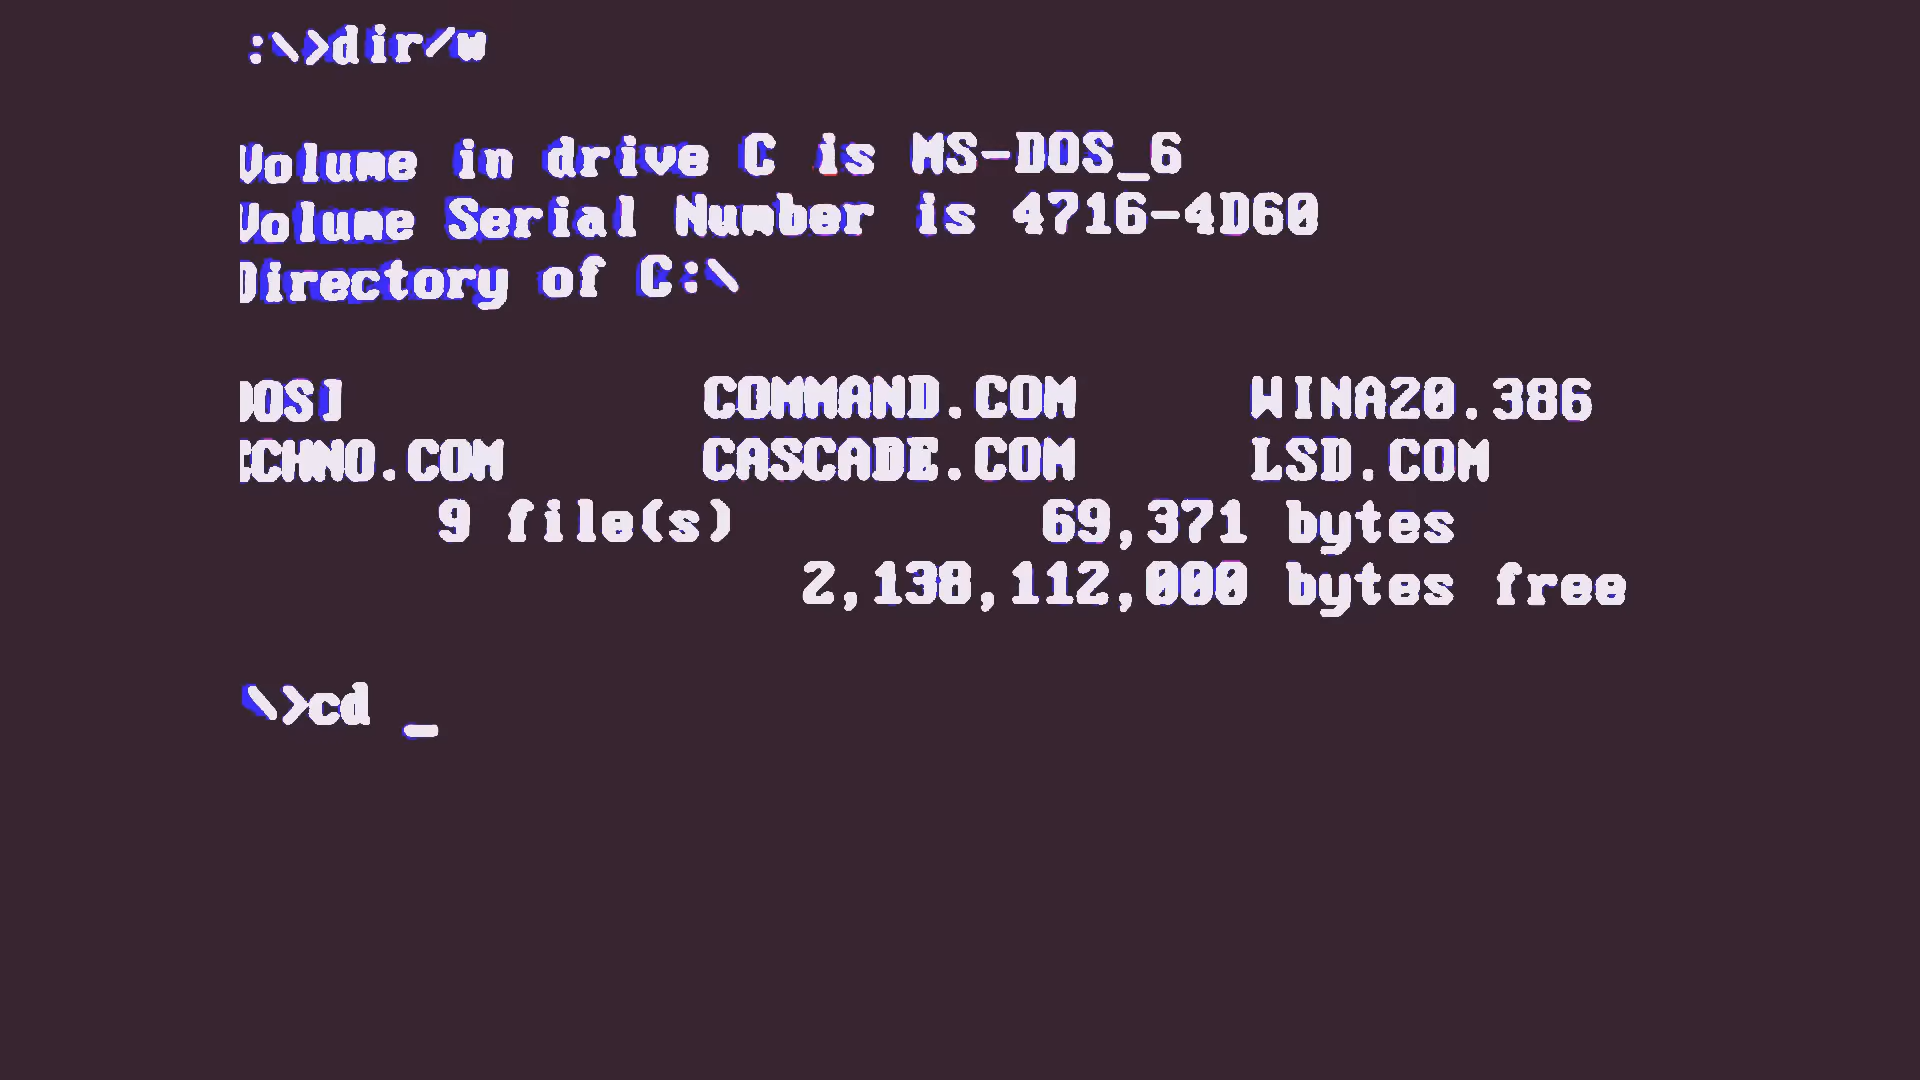 :\>dir/w
Volume in drive C is MS-DOS_6
Volume Serial Number is 4716-4D60
Directory of C:\
DOS] COMMAND.COM WINA20.386
CHNO.COM CASCADE.COM LSD.COM
9 file(s) 69,371 bytes
2,138,112,000 bytes free
\>cd _